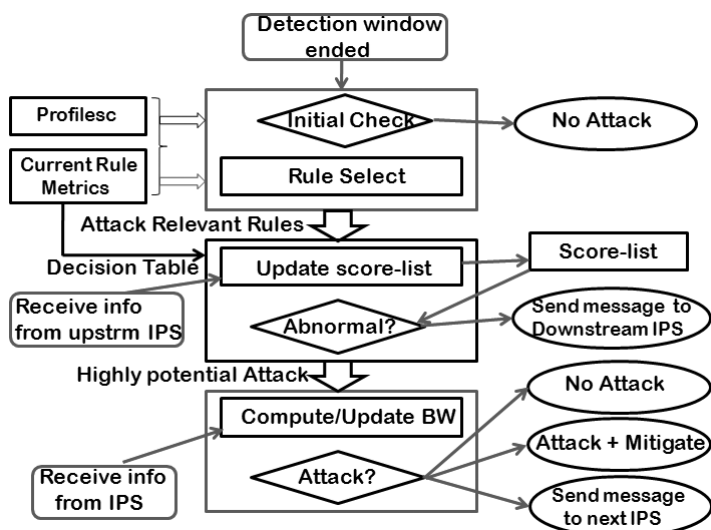 Detection window
ended
Profilesc
Initial Check
No Attack
Current Rule
Metrics
Rule Select
Attack Relevant Rules
Decision Table
Update score-list
Score-list
Receive info
from upstrm IPS
Abnormal?
Send message to
Downstream IPS
Highly potential Attack
No Attack
Compute/Update BW
Attack + Mitigate
Receive info
from IPS
Attack?
Send message
to next IPS